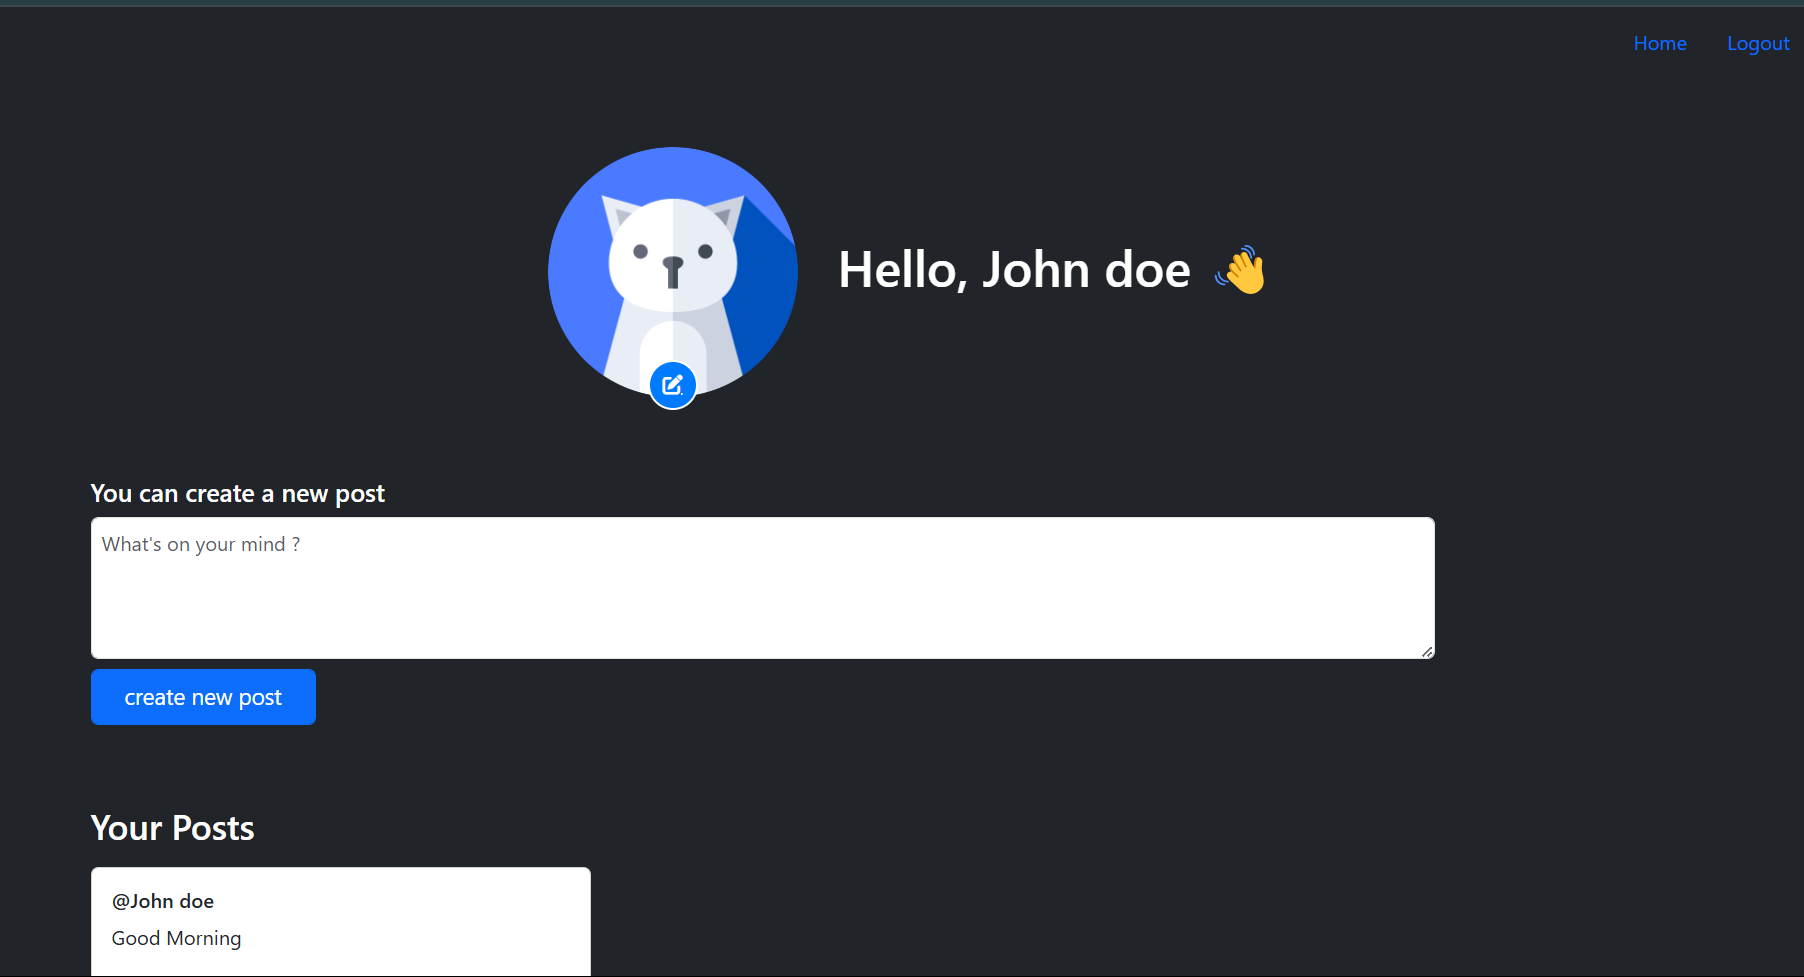 Home Logout
Hello, John doe 👋
You can create a new post
What's on your mind ?
create new post
Your Posts
@John doe
Good Morning